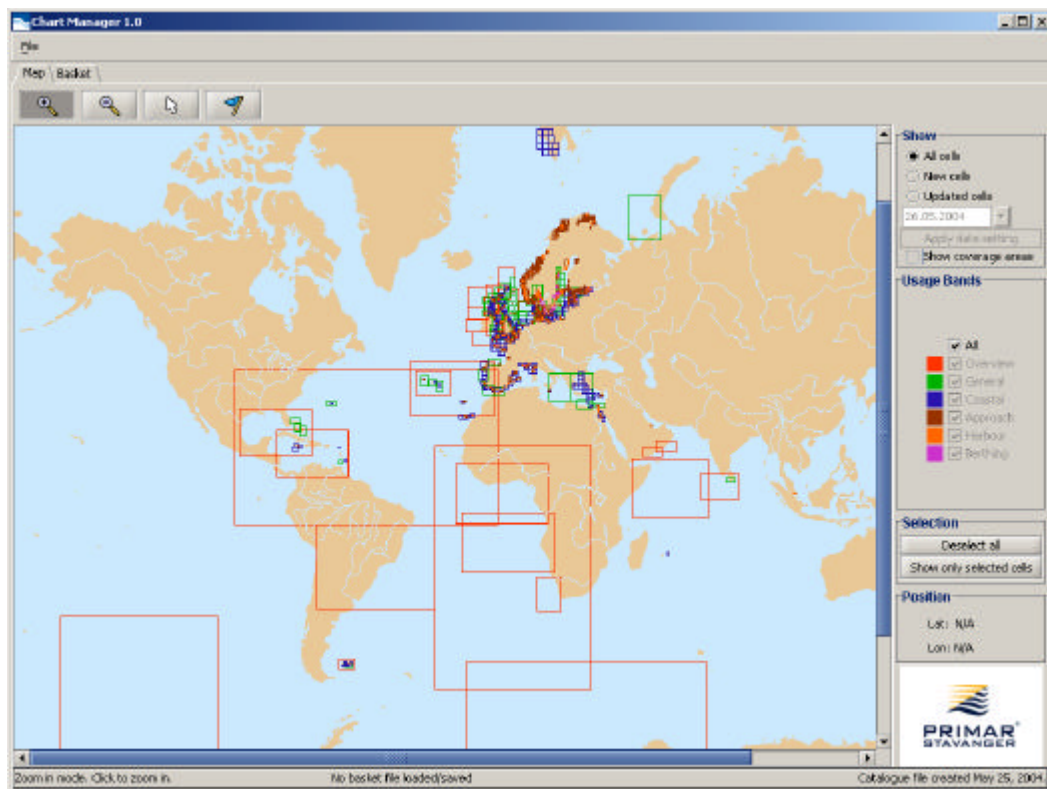 Chart Manager 1.0
File
Map
Basket
Show
All cells
New cells
Updated cells
26.05.2004
Apply date setting
Show coverage areas
Usage Bands
All
Overview
General
Coastal
Approach
Harbour
Berthing
Selection
Deselect all
Show only selected cells
Position
Lat: N/A
Lon: N/A
PRIMAR
STAVANGER
Zoom in mode. Click to zoom in.
No basket file loaded/saved
Catalogue file created May 25, 2004.